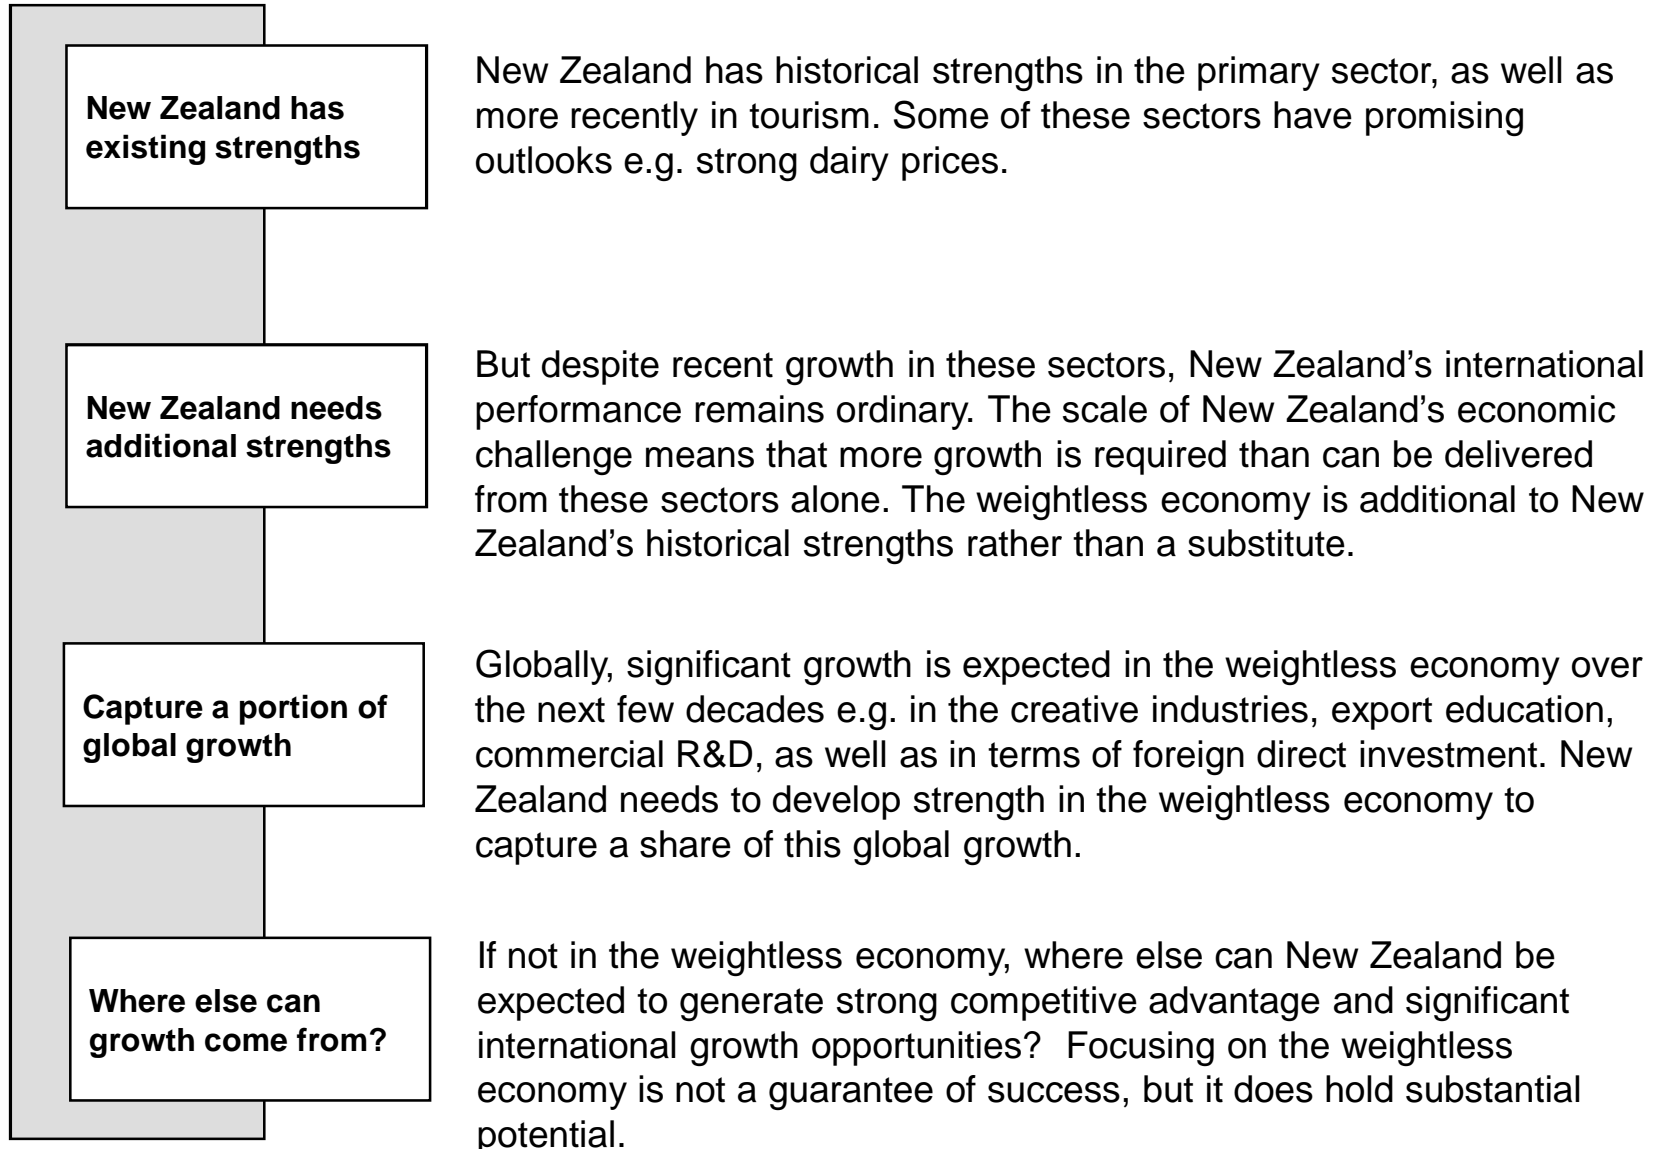 New Zealand has
existing strengths
New Zealand has historical strengths in the primary sector, as well as
more recently in tourism. Some of these sectors have promising
outlooks e.g. strong dairy prices.
New Zealand needs
additional strengths
But despite recent growth in these sectors, New Zealand’s international
performance remains ordinary. The scale of New Zealand’s economic
challenge means that more growth is required than can be delivered
from these sectors alone. The weightless economy is additional to New
Zealand’s historical strengths rather than a substitute.
Capture a portion of
global growth
Globally, significant growth is expected in the weightless economy over
the next few decades e.g. in the creative industries, export education,
commercial R&D, as well as in terms of foreign direct investment. New
Zealand needs to develop strength in the weightless economy to
capture a share of this global growth.
Where else can
growth come from?
If not in the weightless economy, where else can New Zealand be
expected to generate strong competitive advantage and significant
international growth opportunities?  Focusing on the weightless
economy is not a guarantee of success, but it does hold substantial
potential.